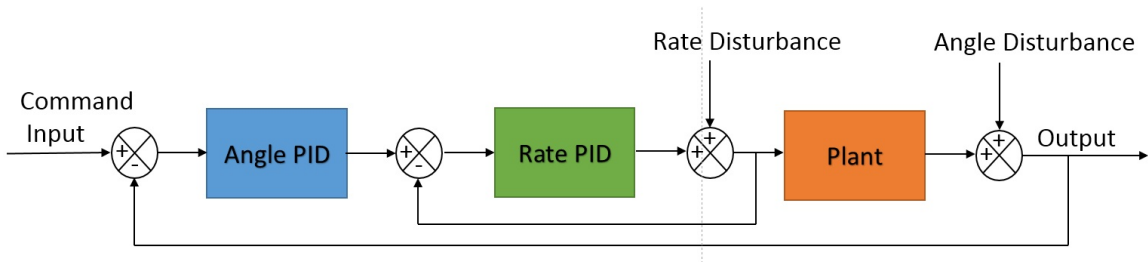 Rate Disturbance
Angle Disturbance
Command
Input
+
-
Angle PID
+
-
Rate PID
+
+
Plant
+
+
Output